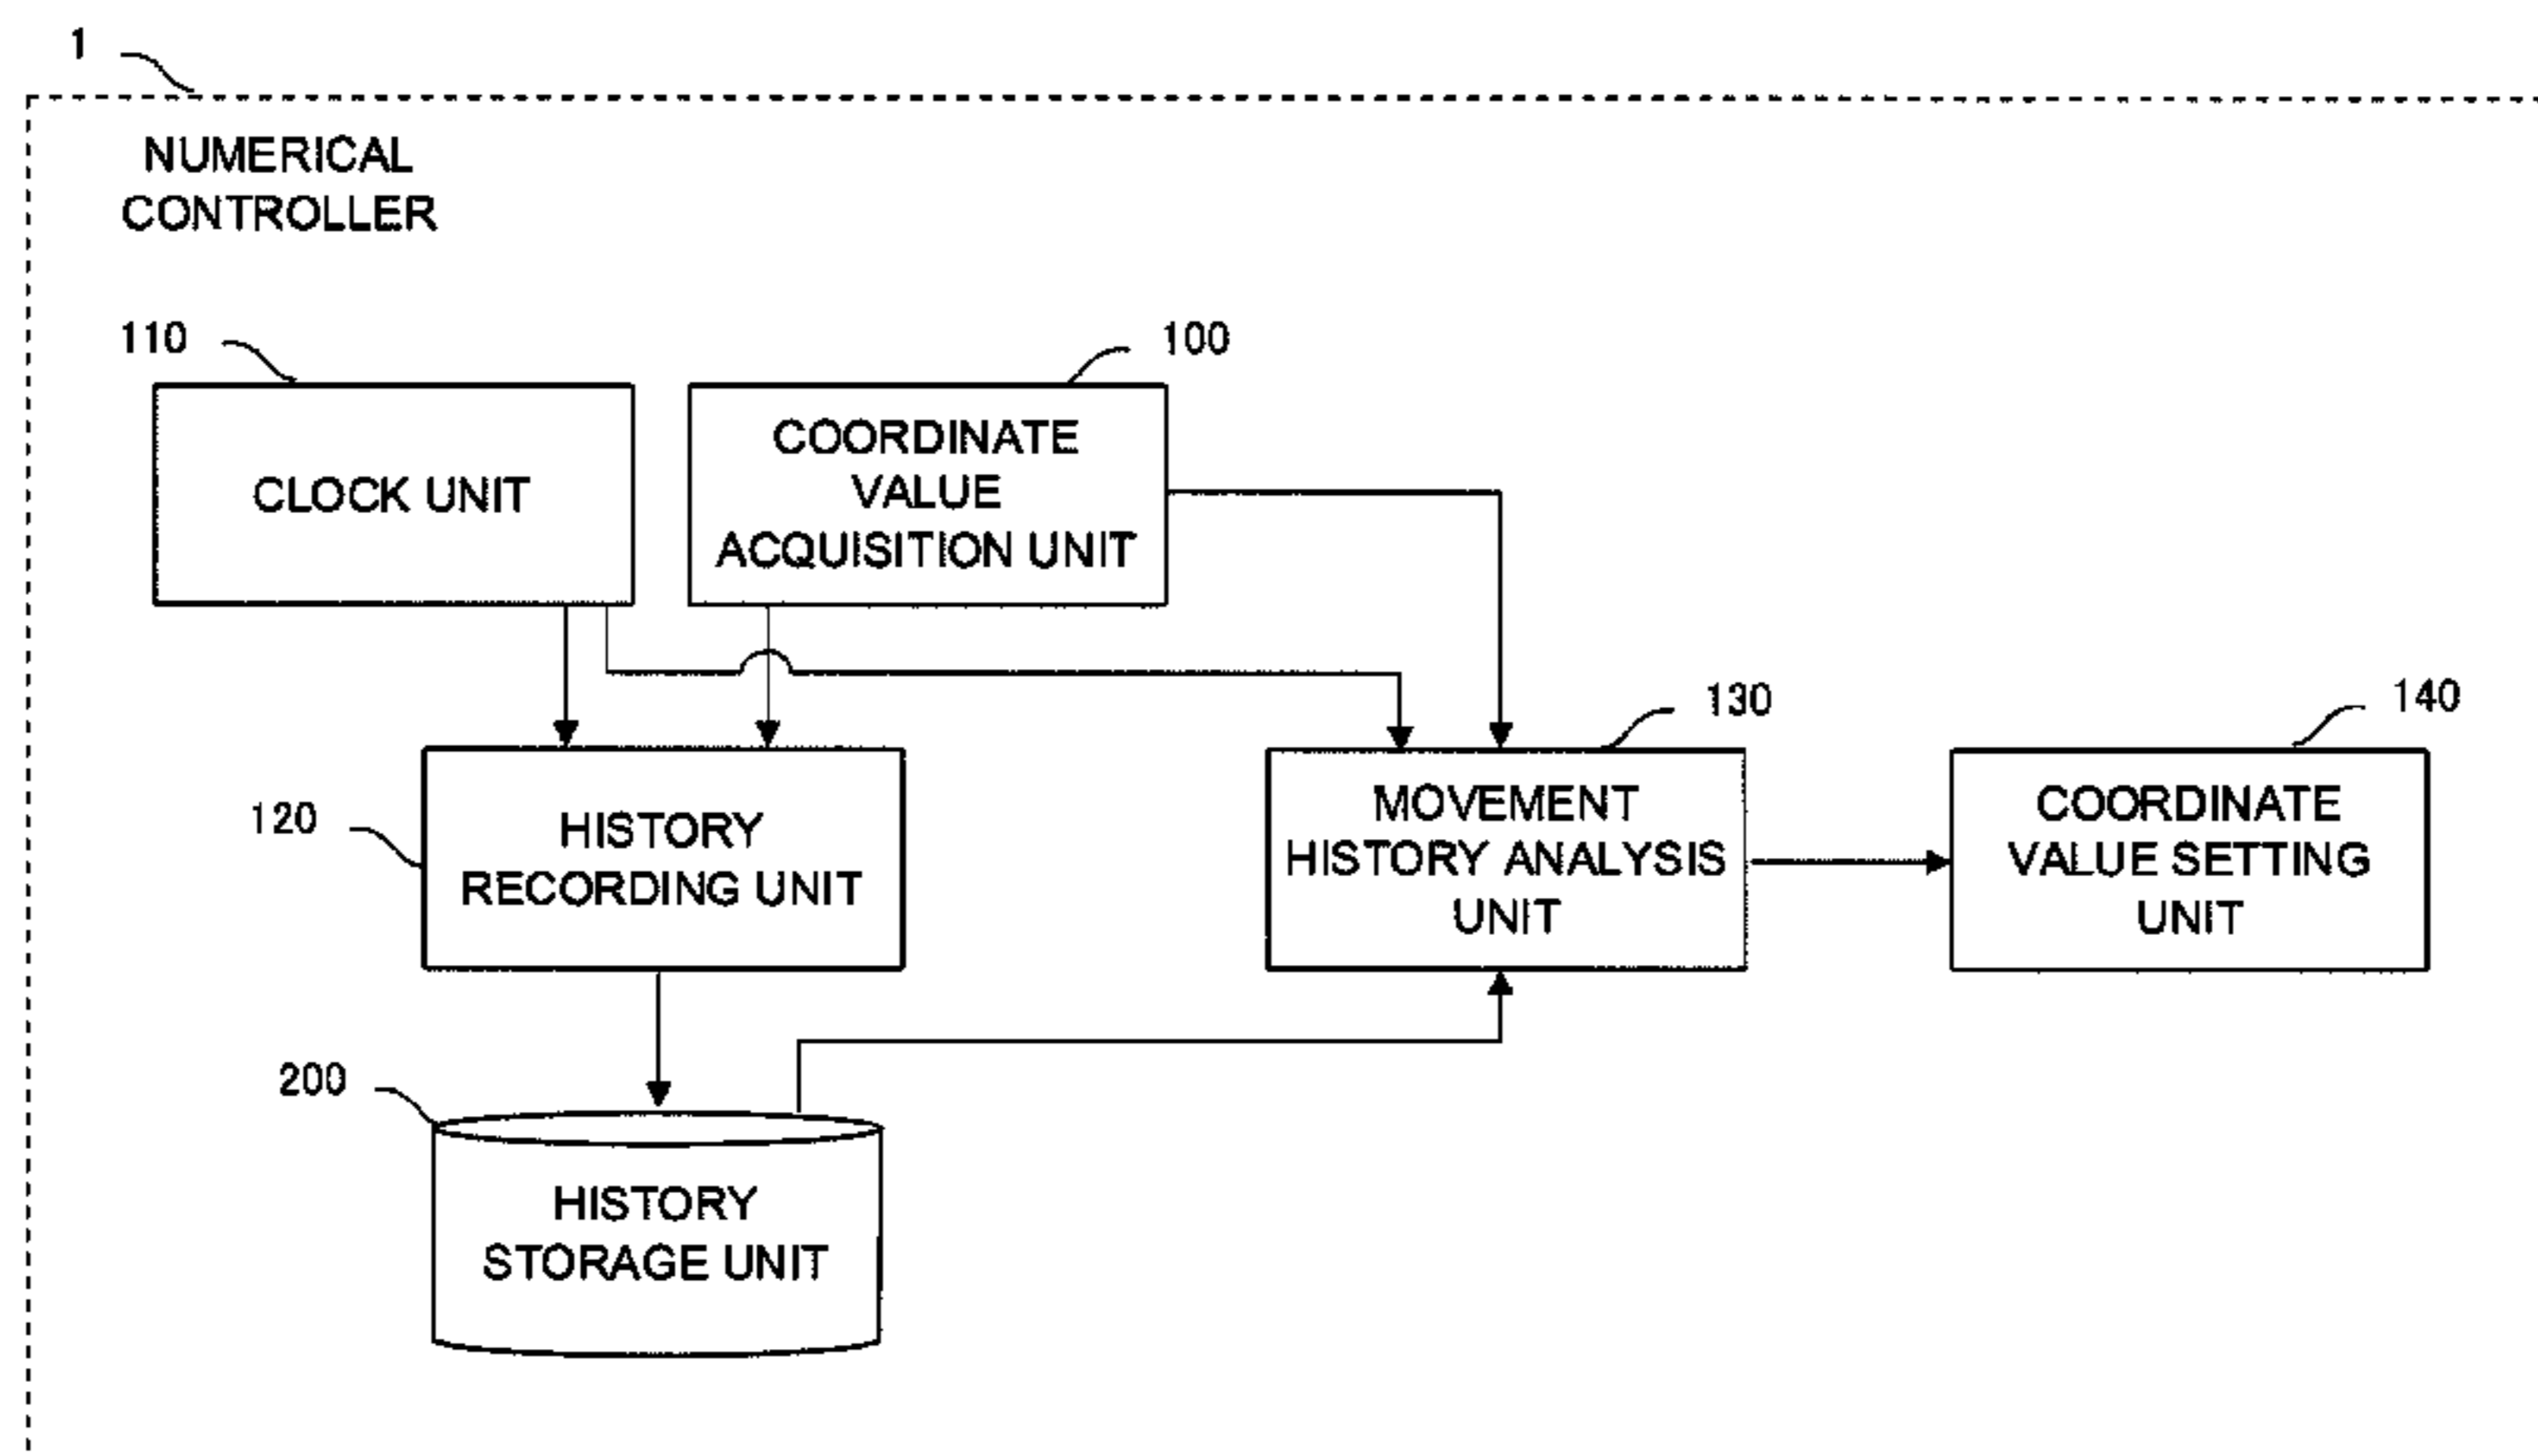 1
NUMERICAL
CONTROLLER
110
100
CLOCK UNIT
COORDINATE
VALUE
ACQUISITION UNIT
130
140
120
HISTORY
RECORDING UNIT
MOVEMENT
HISTORY ANALYSIS
UNIT
COORDINATE
VALUE SETTING
UNIT
200
HISTORY
STORAGE UNIT